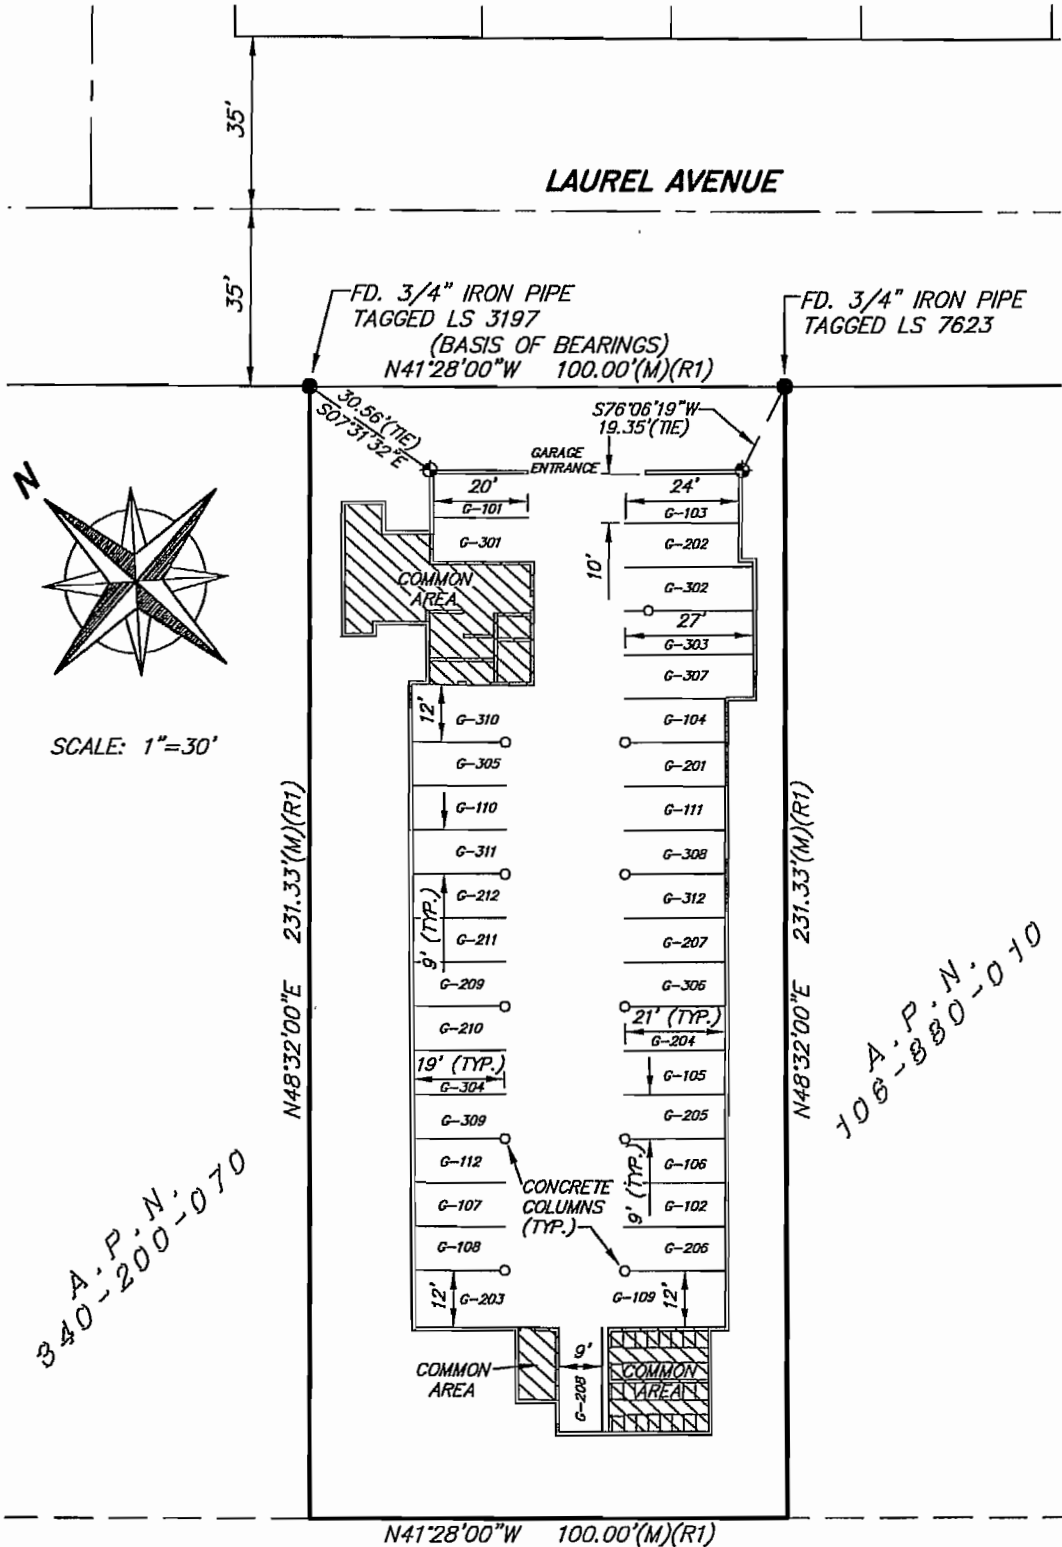 35'
LAUREL AVENUE
35'
FD. 3/4" IRON PIPE
TAGGED LS 3197
FD. 3/4" IRON PIPE
TAGGED LS 7623
(BASIS OF BEARINGS)
N41°28'00"W 100.00'(M)(R1)
30.56'(TIE)
S07°31'32"E
S76°06'19"W
19.35'(TIE)
GARAGE
ENTRANCE
N
20'
G-101
24'
G-103
G-301
G-202
10'
COMMON
AREA
G-302
27'
G-303
G-307
SCALE: 1"=30'
12'
G-310
G-104
G-305
G-201
G-110
G-111
G-311
G-308
G-212
G-312
9' (TYP.)
G-211
G-207
G-209
G-306
G-210
21' (TYP.)
G-204
19' (TYP.)
G-304
G-105
G-309
G-205
G-112
G-106
9' (TYP.)
G-107
G-102
CONCRETE
COLUMNS
(TYP.)
G-108
G-206
12'
G-203
G-109
12'
N48°32'00"E 231.33'(M)(R1)
N48°32'00"E 231.33'(M)(R1)
A.P.N.
340-200-070
A.P.N.
106-880-010
COMMON
AREA
9'
G-208
COMMON
AREA
N41°28'00"W 100.00'(M)(R1)